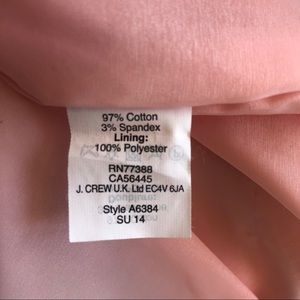 97% Cotton
3% Spandex
Lining:
100% Polyester
RN77388
CA56445
J. CREW U.K. Ltd EC4V 6JA
Style A6384
SU 14